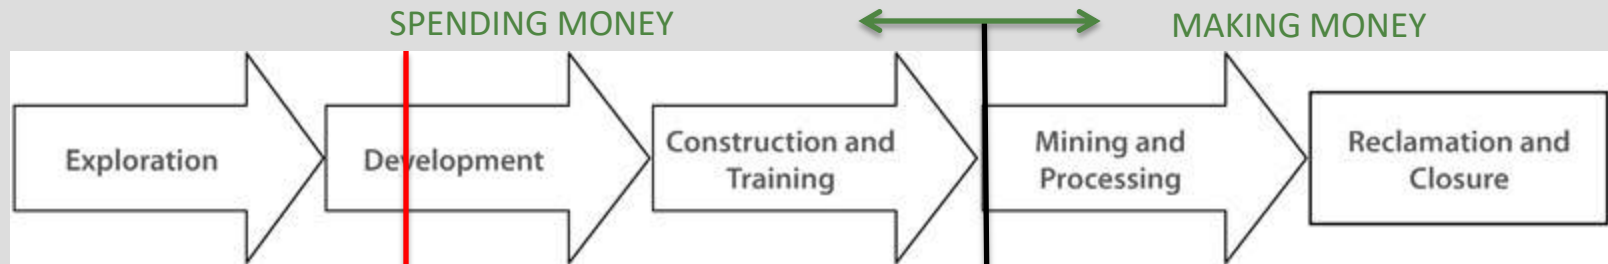 SPENDING MONEY
MAKING MONEY
Exploration
Development
Construction and
Training
Mining and
Processing
Reclamation and
Closure